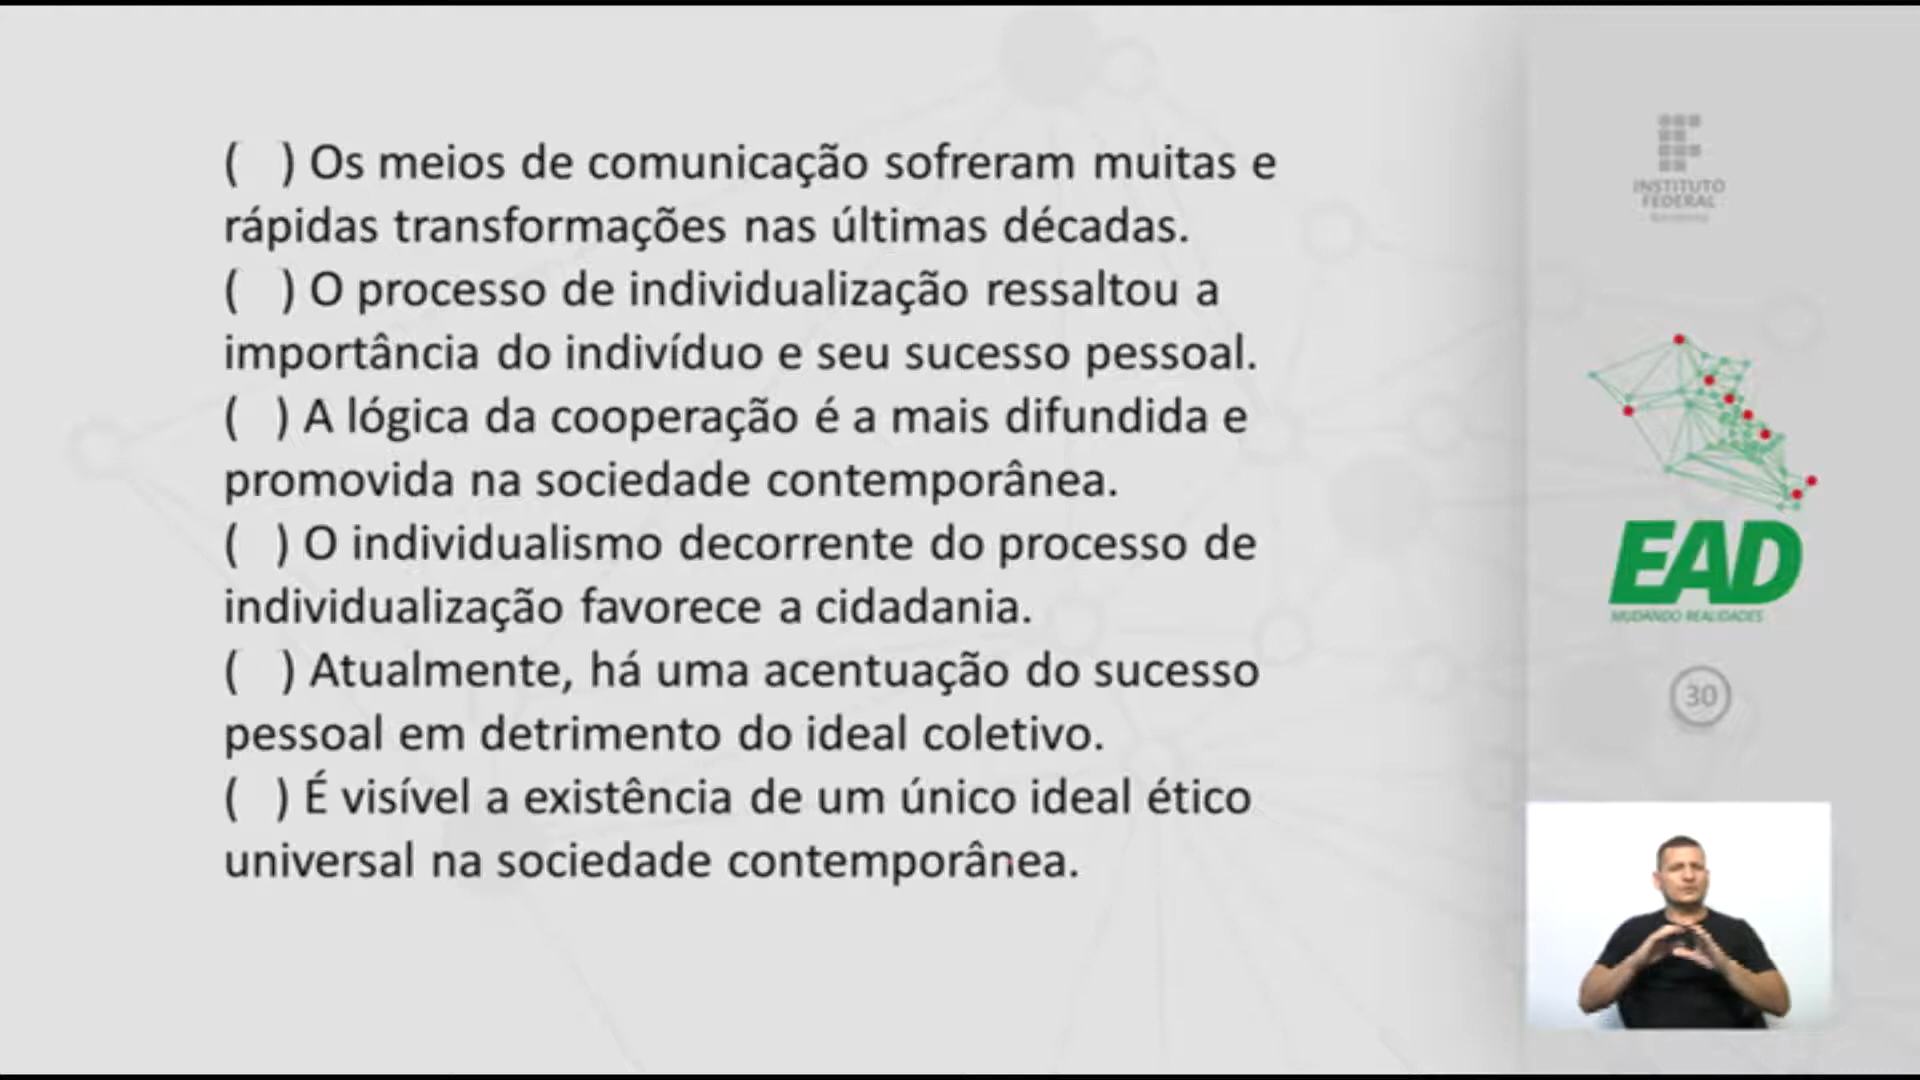 (   ) Os meios de comunicação sofreram muitas e
rápidas transformações nas últimas décadas.
(   ) O processo de individualização ressaltou a
importância do indivíduo e seu sucesso pessoal.
(   ) A lógica da cooperação é a mais difundida e
promovida na sociedade contemporânea.
(   ) O individualismo decorrente do processo de
individualização favorece a cidadania.
(   ) Atualmente, há uma acentuação do sucesso
pessoal em detrimento do ideal coletivo.
(   ) É visível a existência de um único ideal ético
universal na sociedade contemporânea.
INSTITUTO
FEDERAL
EAD
MUDANDO REALIDADES
30